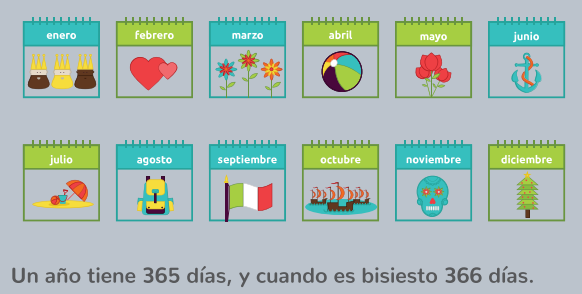 enero febrero marzo abril mayo junio
julio agosto septiembre octubre noviembre diciembre
Un año tiene 365 días, y cuando es bisiesto 366 días.